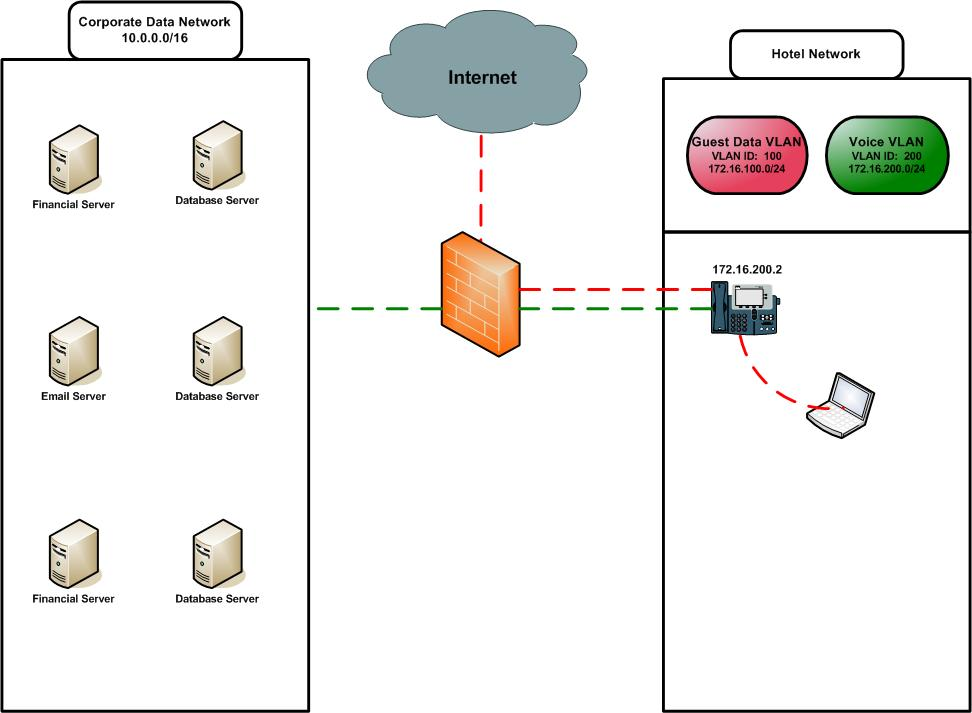 Corporate Data Network
10.0.0.0/16
Internet
Hotel Network
Guest Data VLAN
VLAN ID: 100
172.16.100.0/24
Voice VLAN
VLAN ID: 200
172.16.200.0/24
Financial Server
Database Server
172.16.200.2
Email Server
Database Server
Financial Server
Database Server